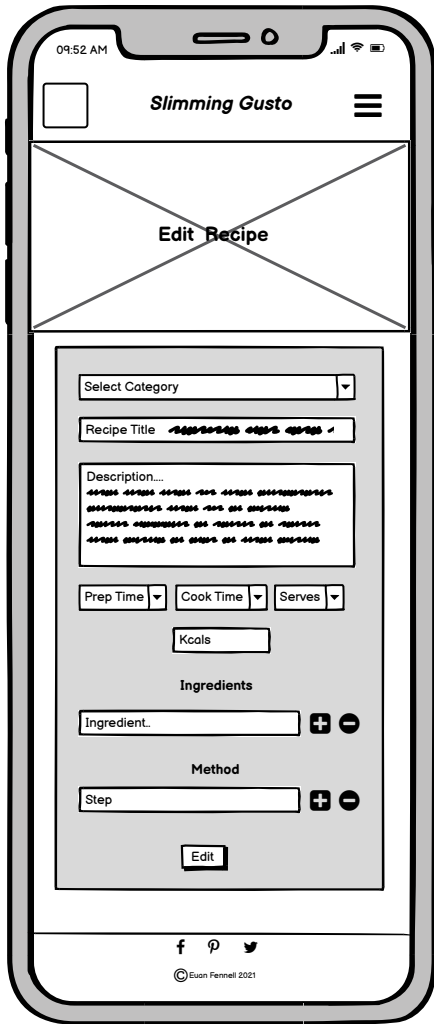 09:52 AM
Slimming Gusto
Edit Recipe
Select Category
Recipe Title
Description....
Prep Time Cook Time Serves
Kcals
Ingredients
Ingredient..
Method
Step
Edit
©Euan Fennell 2021